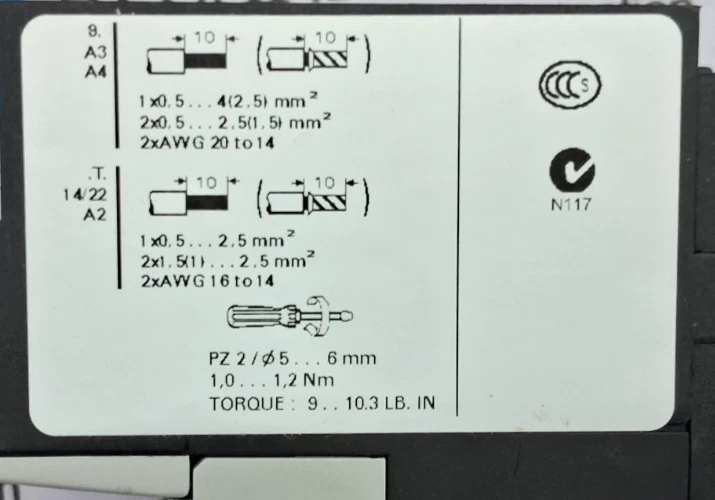 9.
A3
A4
10 10
1x0,5...4(2,5) mm²
2x0,5...2,5(1,5) mm²
2xAWG 20 to 14
.T.
14/22
A2
10 10
1x0,5...2,5 mm²
2x1,5(1)...2,5 mm²
2xAWG 16 to 14
PZ 2 / Ø 5...6 mm
1,0...1,2 Nm
TORQUE : 9..10.3 LB. IN
CCC S
N117